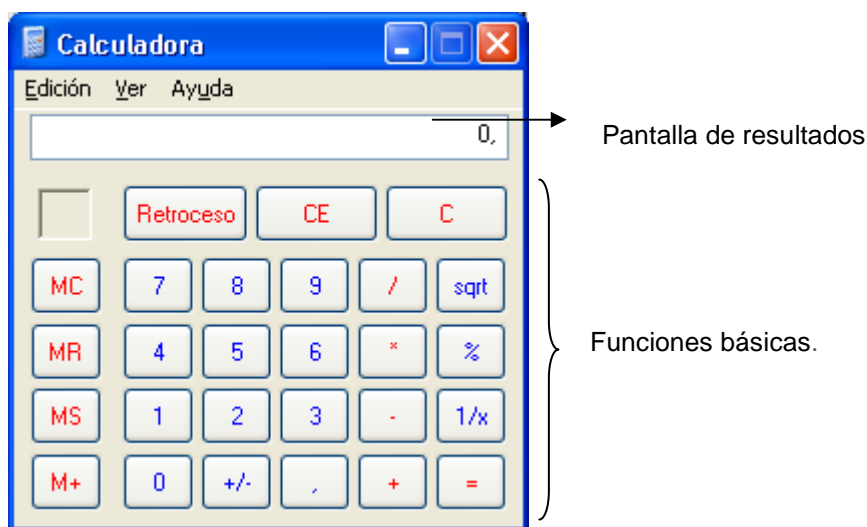 Calculadora
Edición Ver Ayuda
0,
Pantalla de resultados
Retroceso CE C
MC 7 8 9 / sqrt
MR 4 5 6 * %
Funciones básicas.
MS 1 2 3 - 1/x
M+ 0 +/- , + =